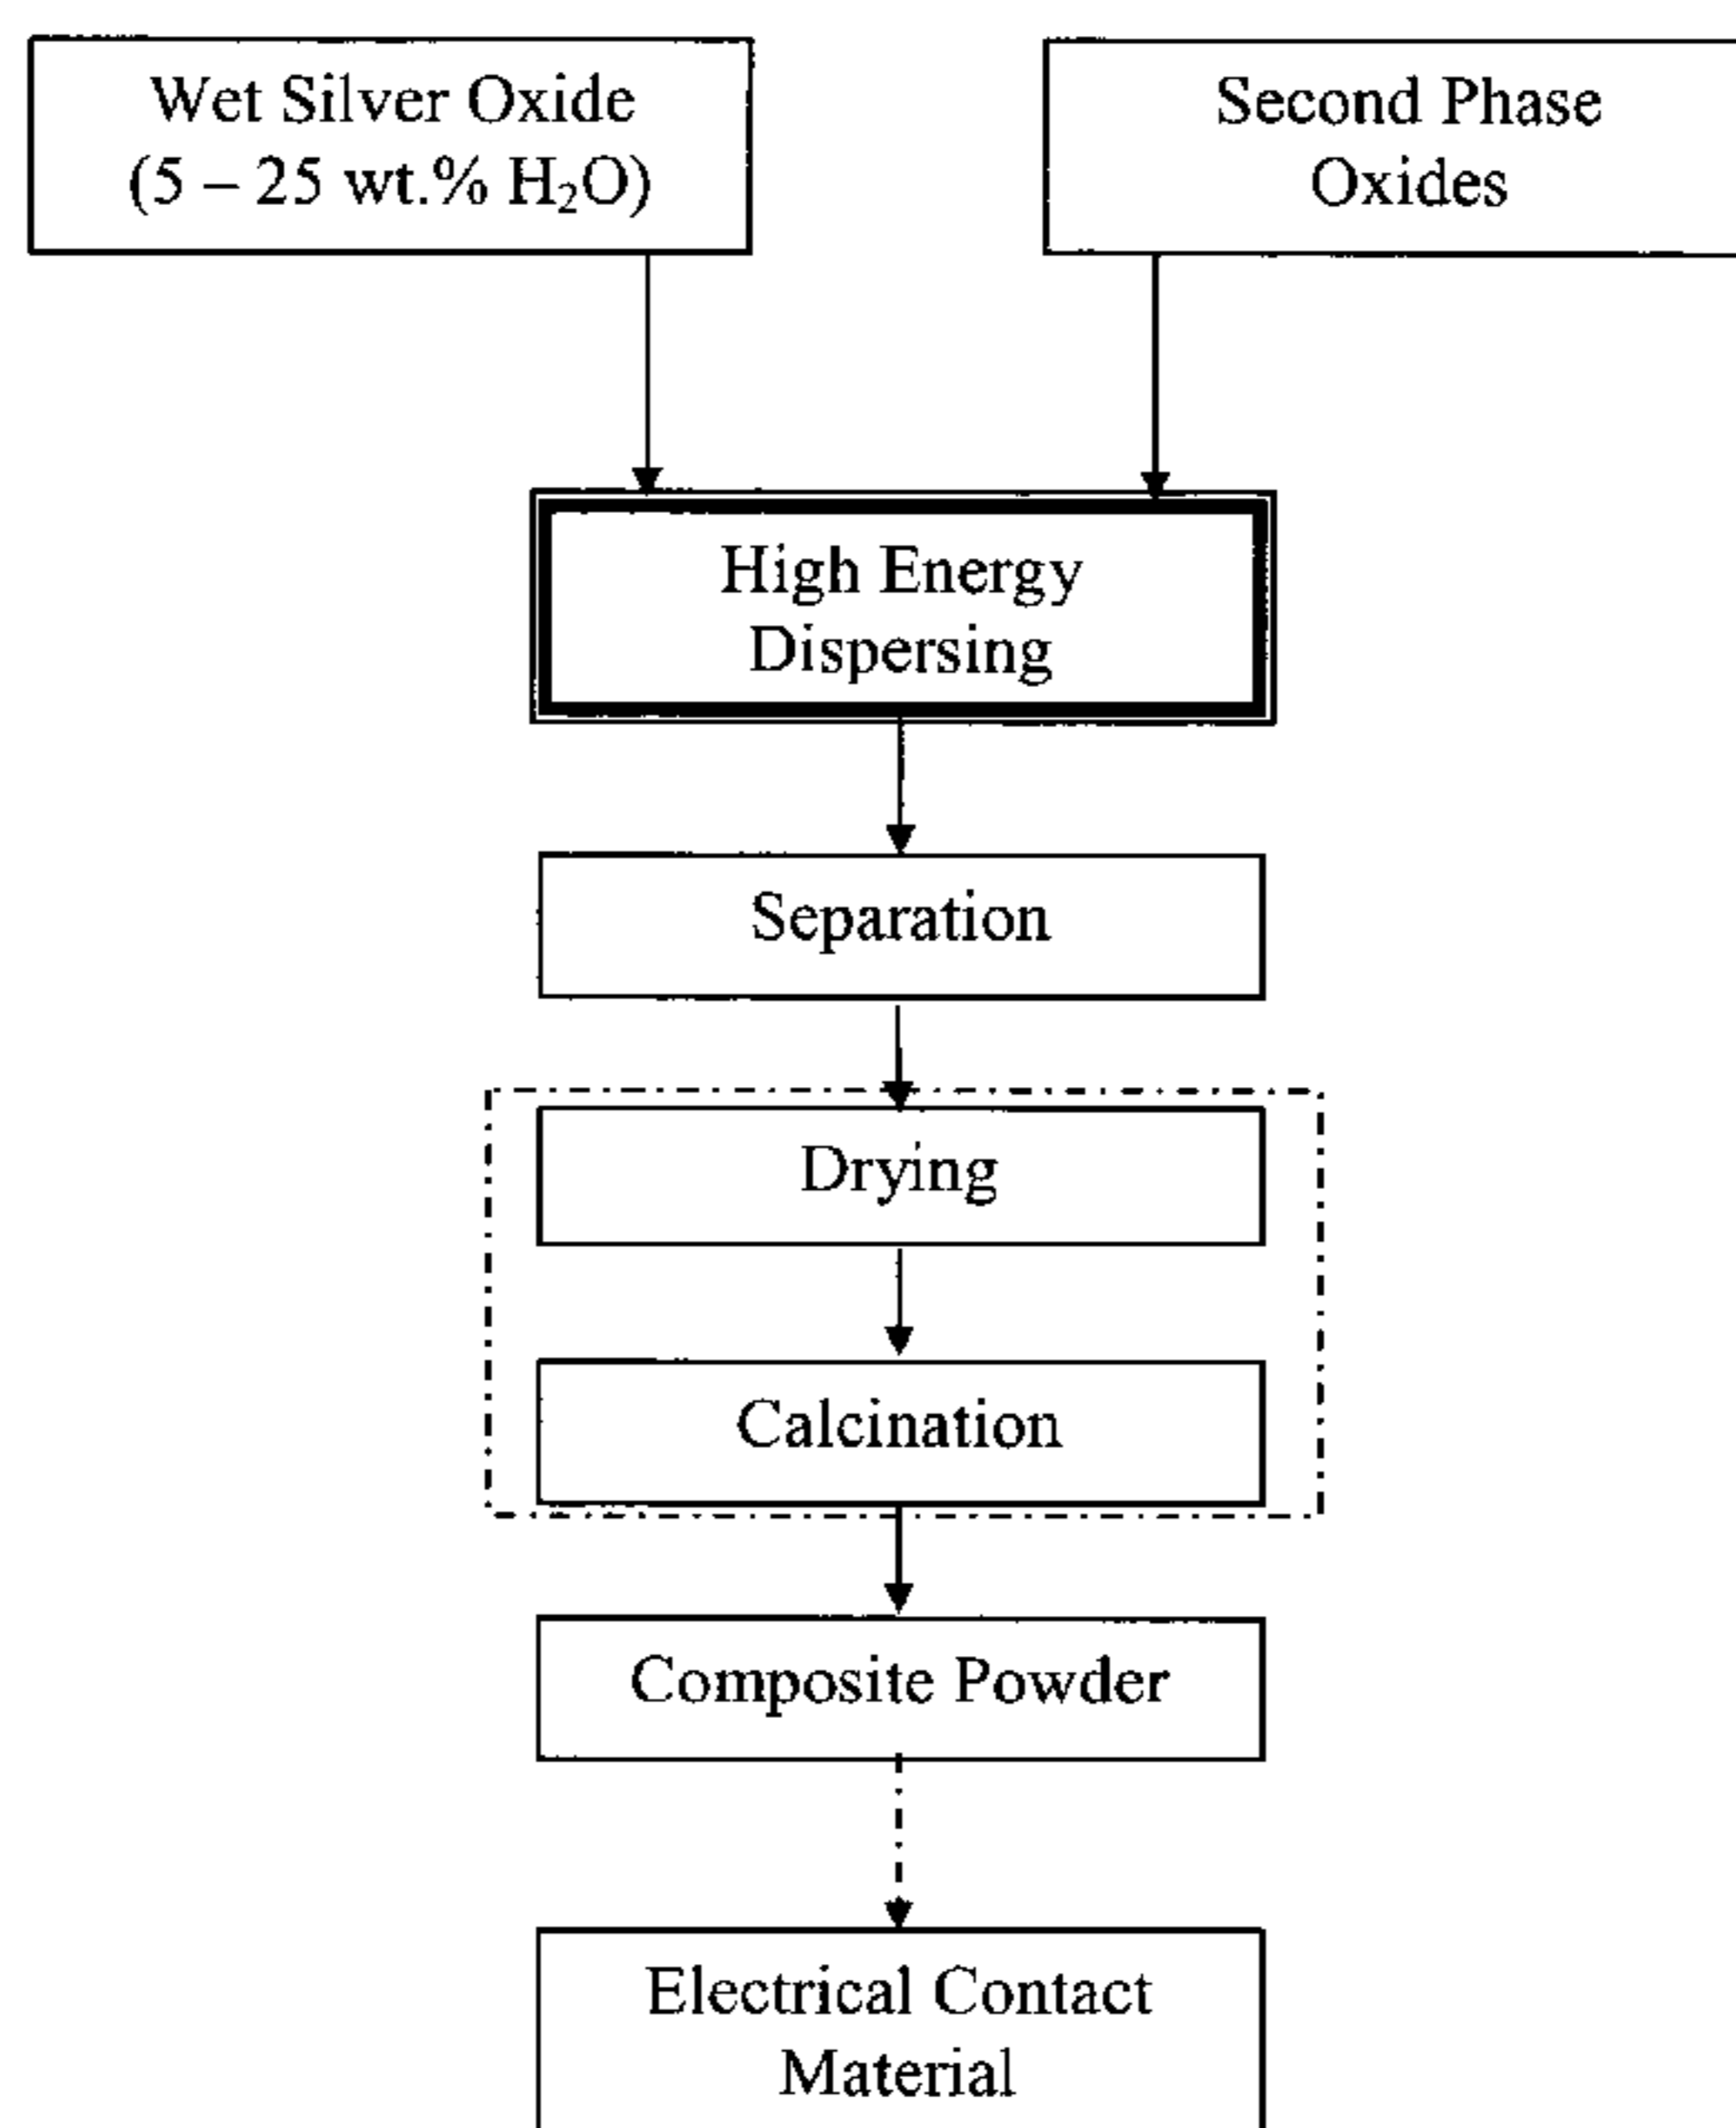 Wet Silver Oxide
(5 – 25 wt.% H₂O)
Second Phase
Oxides
High Energy
Dispersing
Separation
Drying
Calcination
Composite Powder
Electrical Contact
Material